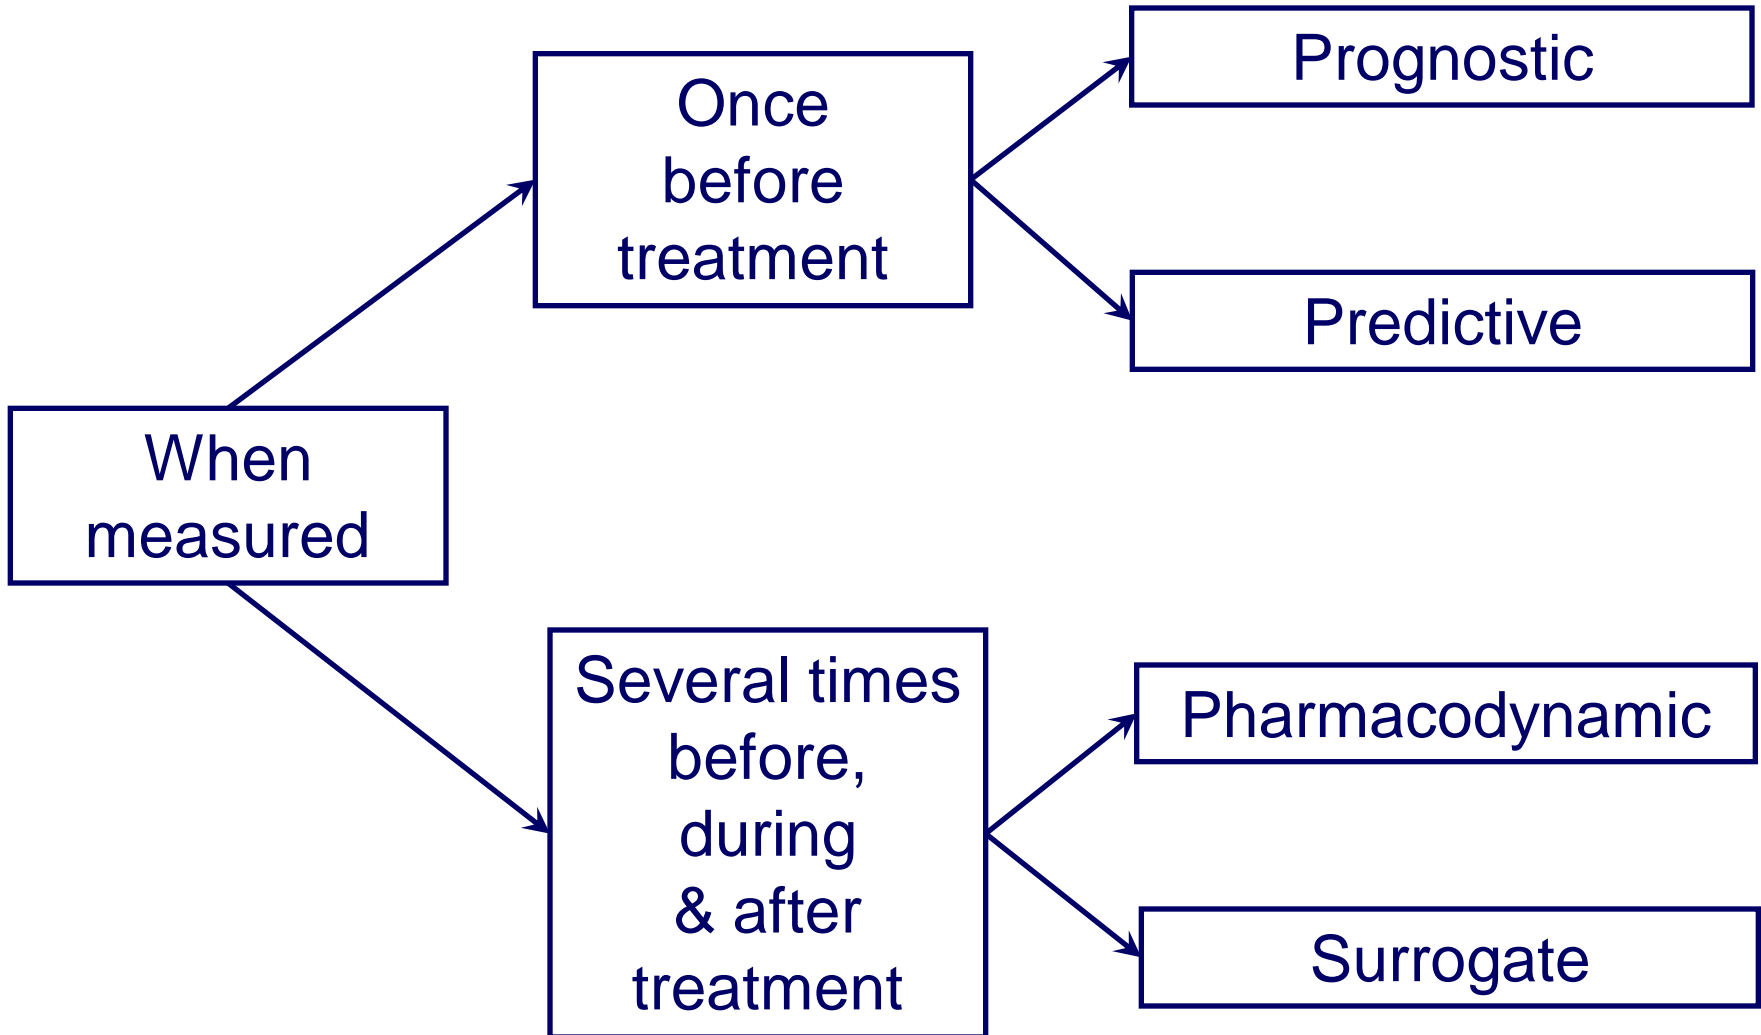 When
measured
Once
before
treatment
Prognostic
Predictive
Several times
before,
during
& after
treatment
Pharmacodynamic
Surrogate